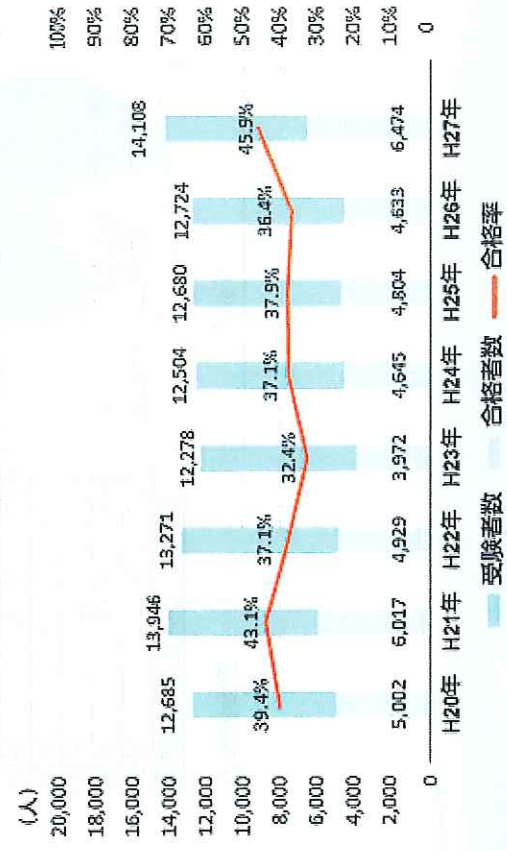 (人)
20,000 100%
18,000 90%
16,000 80%
14,000 70%
12,000 60%
10,000 50%
8,000 40%
6,000 30%
4,000 20%
2,000 10%
0 0
12,685 13,946 13,271 12,278 12,504 12,680 12,724 14,108
39.4% 43.1% 37.1% 32.4% 37.1% 37.9% 36.4% 45.9%
5,002 6,017 4,929 3,972 4,645 4,804 4,633 6,474
H20年 H21年 H22年 H23年 H24年 H25年 H26年 H27年
受験者数 合格者数 合格率